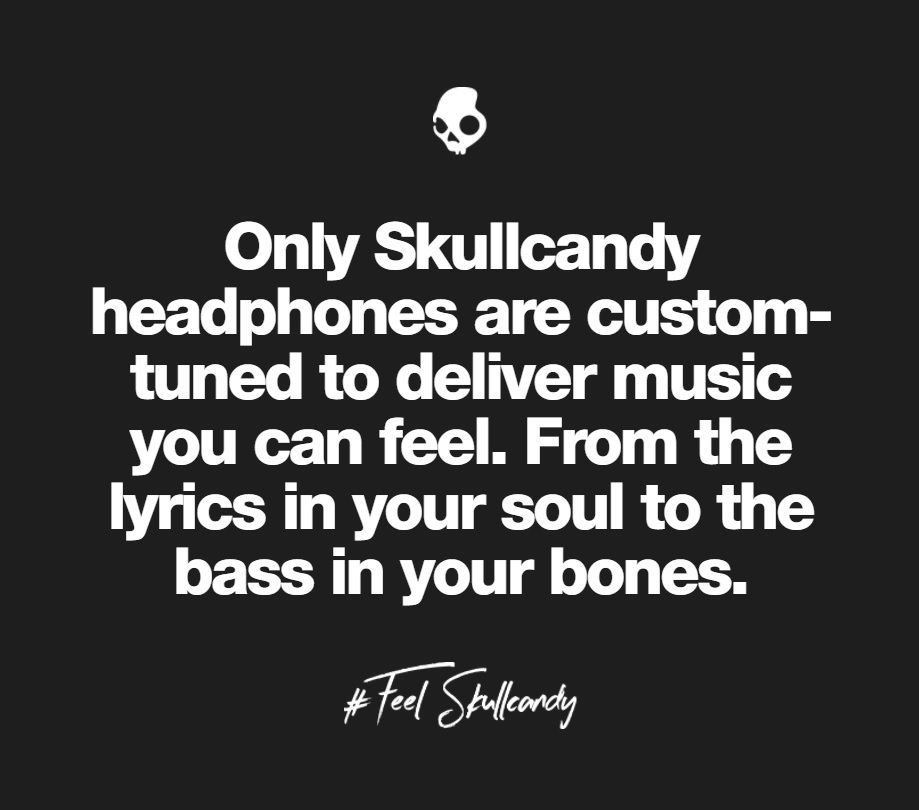 Only Skullcandy
headphones are custom-
tuned to deliver music
you can feel. From the
lyrics in your soul to the
bass in your bones.
#Feel Skullcandy